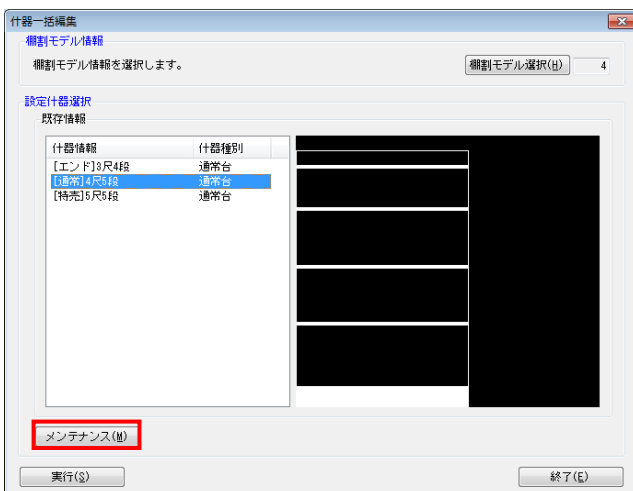 什器一括編集
棚割モデル情報
棚割モデル情報を選択します。
棚割モデル選択(H) 4
設定什器選択
既存情報
什器情報 什器種別
[エンド]3尺4段 通常台
[通常]4尺5段 通常台
[特売]5尺5段 通常台
メンテナンス(M)
実行(S) 終了(E)